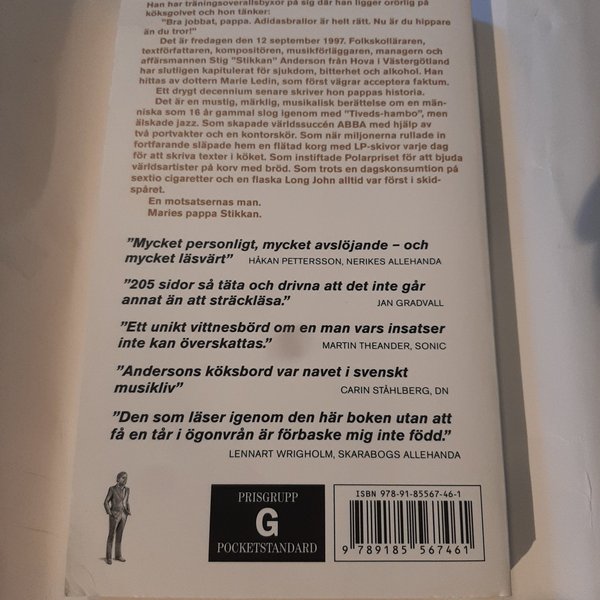 Han har träningsoverallsbyxor på sig där han ligger orörlig på
köksgolvet och hon tänker:
"Bra jobbat, pappa. Adidasbrallor är helt rätt. Nu är du hippare
än du tror!"
Det är fredagen den 12 september 1997. Folkskolläraren,
textförfattaren, kompositören, musikförläggaren, managern och
affärsmannen Stig "Stikkan" Anderson från Hova i Västergötland
har slutligen kapitulerat för sjukdom, bitterhet och alkohol. Han
hittas av dottern Marie Ledin, som först vägrar acceptera faktum.
Ett drygt decennium senare skriver hon pappas historia.
Det är en mustig, märklig, musikalisk berättelse om en män-
niska som 16 år gammal slog igenom med "Tiveds-hambo", men
älskade jazz. Som skapade världssuccén ABBA med hjälp av
två portvakter och en kontorskör. Som när miljonerna rullade in
fortfarande släpade hem en flätad korg med LP-skivor varje dag
för att skriva texter i köket. Som instiftade Polarpriset för att bjuda
världsartister på korv med bröd. Som trots en dagskonsumtion på
sextio cigaretter och en flaska Long John alltid var först i skid-
spåret.
En motsatsernas man.
Maries pappa Stikkan.
"Mycket personligt, mycket avslöjande – och
mycket läsvärt" HÅKAN PETTERSSON, NERIKES ALLEHANDA
"205 sidor så täta och drivna att det inte går
annat än att sträckläsa." JAN GRADVALL
"Ett unikt vittnesbörd om en man vars insatser
inte kan överskattas." MARTIN THEANDER, SONIC
"Andersons köksbord var navet i svenskt
musikliv" CARIN STÅHLBERG, DN
"Den som läser igenom den här boken utan att
få en tår i ögonvrån är förbaske mig inte född."
LENNART WRIGHOLM, SKARABOGS ALLEHANDA
PRISGRUPP
G
POCKETSTANDARD
ISBN 978-91-85567-46-1
9 789185 567461